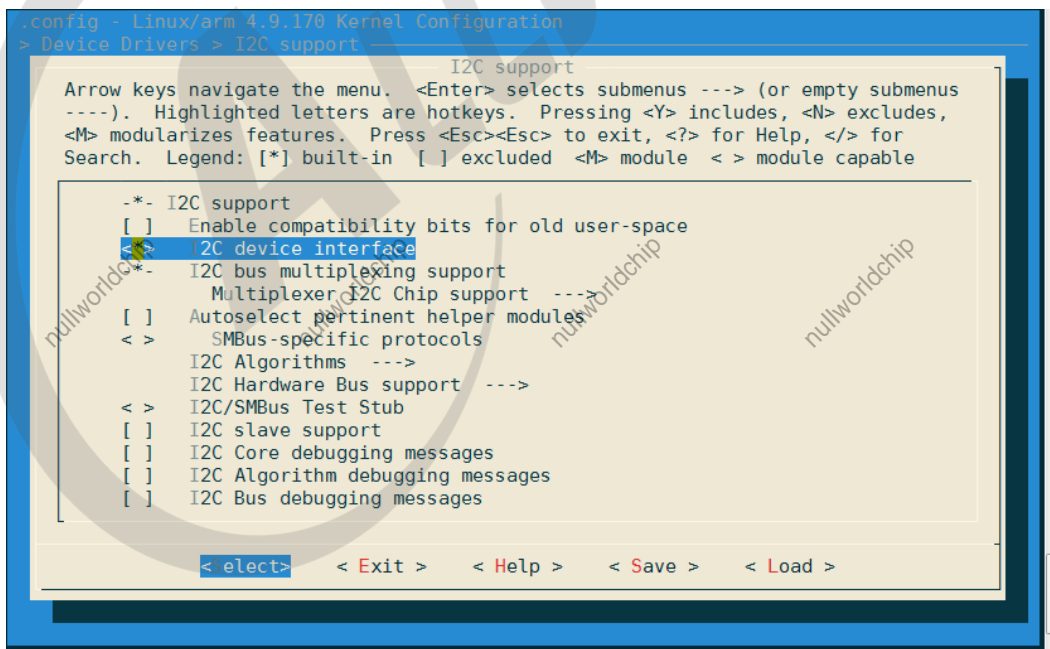 .config - Linux/arm 4.9.170 Kernel Configuration
> Device Drivers > I2C support
I2C support
Arrow keys navigate the menu. <Enter> selects submenus ---> (or empty submenus
----). Highlighted letters are hotkeys. Pressing <Y> includes, <N> excludes,
<M> modularizes features. Press <Esc><Esc> to exit, <?> for Help, </> for
Search. Legend: [*] built-in [ ] excluded <M> module < > module capable
-*- I2C support
[ ] Enable compatibility bits for old user-space
<*> I2C device interface
-*- I2C bus multiplexing support
Multiplexer I2C Chip support --->
[ ] Autoselect pertinent helper modules
< > SMBus-specific protocols
I2C Algorithms --->
I2C Hardware Bus support --->
< > I2C/SMBus Test Stub
[ ] I2C slave support
[ ] I2C Core debugging messages
[ ] I2C Algorithm debugging messages
[ ] I2C Bus debugging messages
< elect> < Exit > < Help > < Save > < Load >
nullworldchip
nullworldchip
nullworldchip
nullworldchip